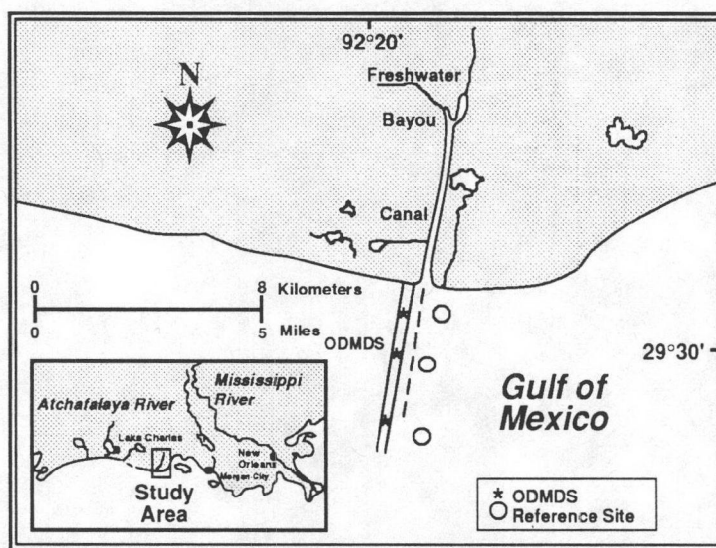 92°20'
N
Freshwater
Bayou
Canal
0 8 Kilometers
0 5 Miles
ODMDS
29°30'
Gulf of
Mexico
Mississippi
River
Atchafalaya River
Lake Charles
New
Orleans
Morgan City
Study
Area
* ODMDS
Reference Site